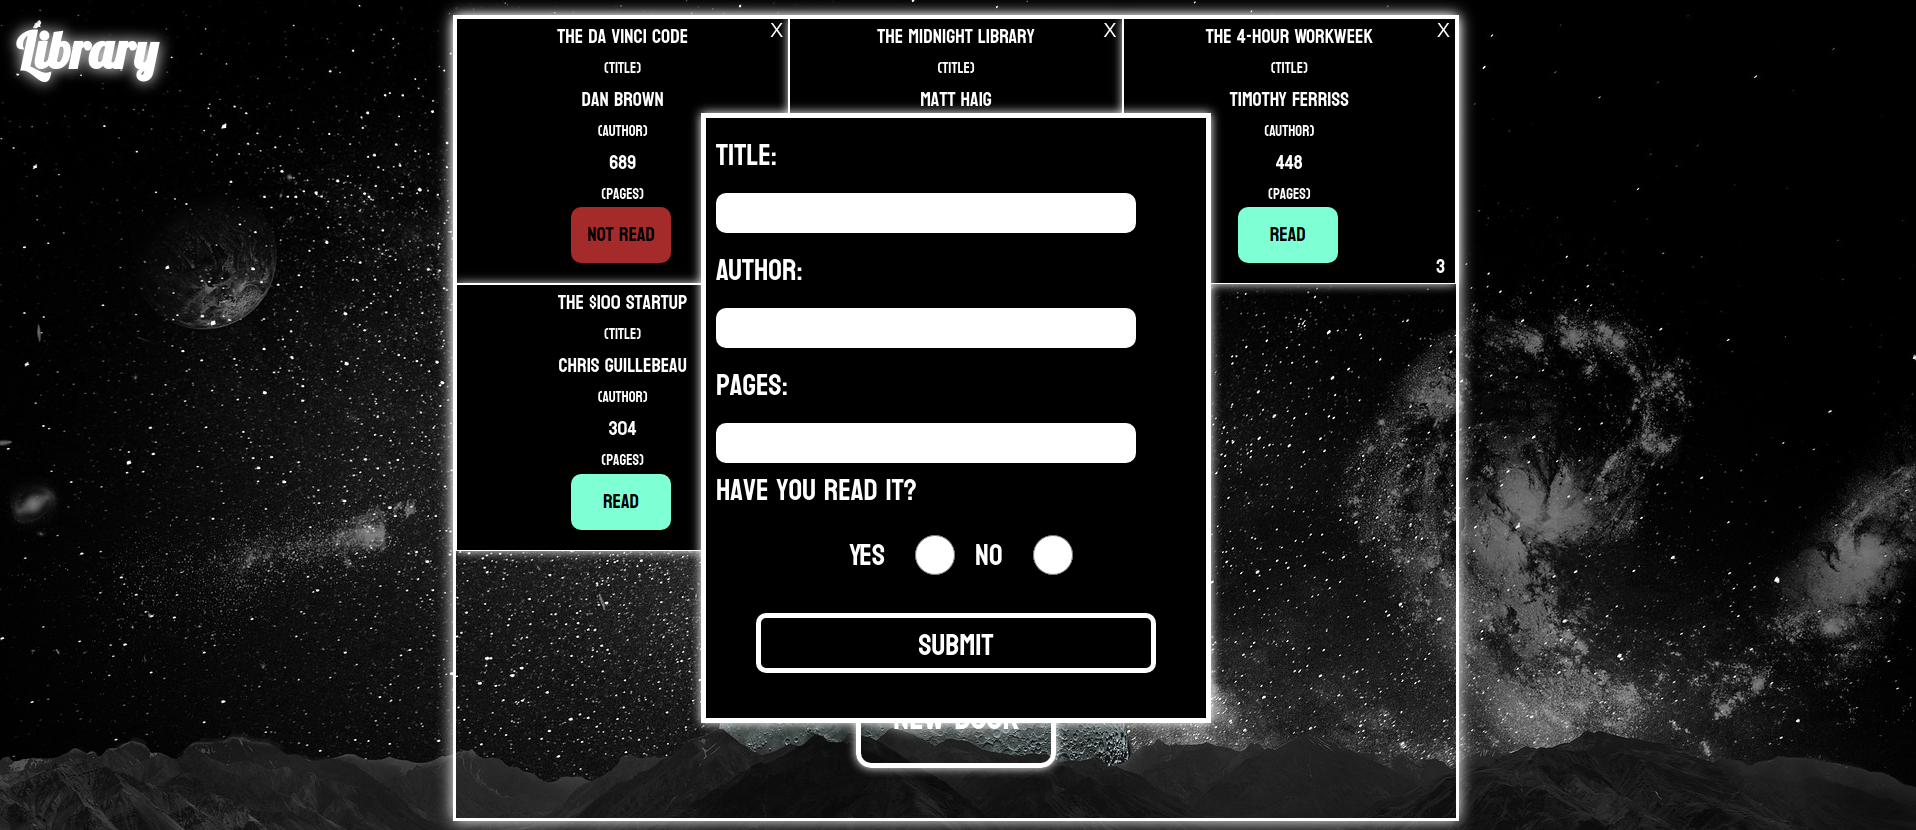 Library
THE DA VINCI CODE
X
(TITLE)
DAN BROWN
(AUTHOR)
689
(PAGES)
NOT READ
THE MIDNIGHT LIBRARY
X
(TITLE)
MATT HAIG
THE 4-HOUR WORKWEEK
X
(TITLE)
TIMOTHY FERRISS
(AUTHOR)
448
(PAGES)
READ
3
THE $100 STARTUP
(TITLE)
CHRIS GUILLEBEAU
(AUTHOR)
304
(PAGES)
READ
TITLE:
AUTHOR:
PAGES:
HAVE YOU READ IT?
YES NO
SUBMIT
NEW BOOK